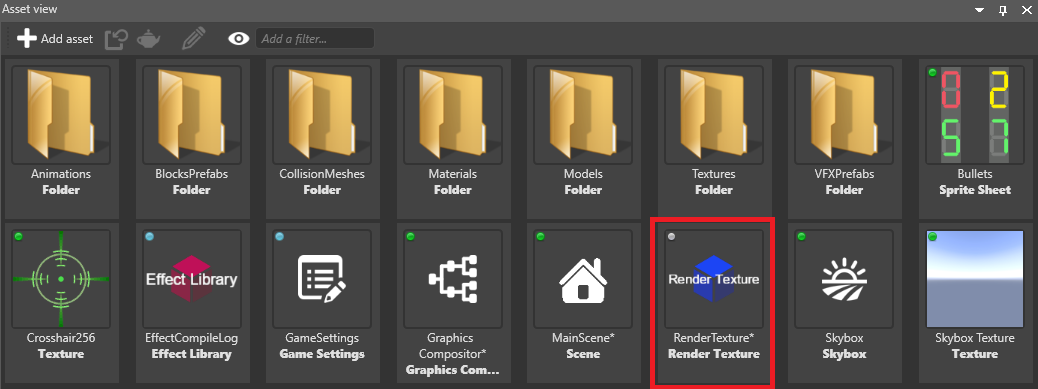 Asset view
Add asset
Add a filter...
Animations
Folder
BlocksPrefabs
Folder
CollisionMeshes
Folder
Materials
Folder
Models
Folder
Textures
Folder
VFXPrefabs
Folder
0 2
5 7
Bullets
Sprite Sheet
Crosshair256
Texture
Effect Library
EffectCompileLog
Effect Library
GameSettings
Game Settings
Graphics
Compositor*
Graphics Com...
MainScene*
Scene
Render Texture
RenderTexture*
Render Texture
Skybox
Skybox
Skybox Texture
Texture